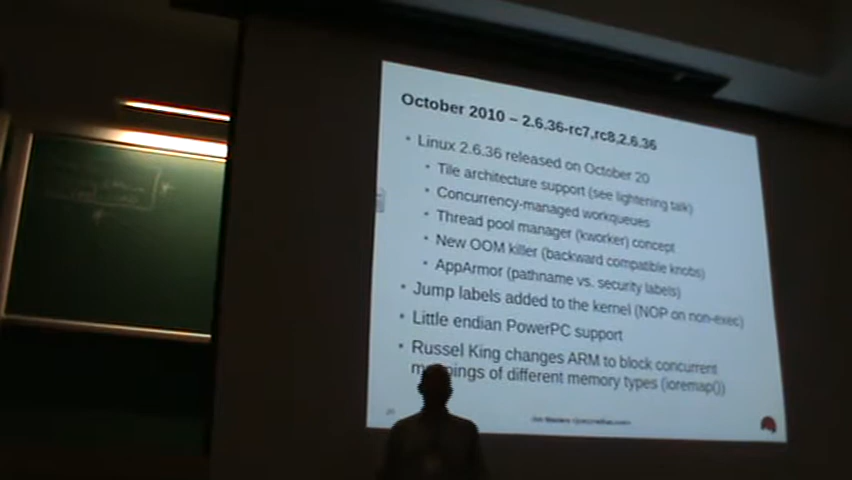 October 2010 – 2.6.36-rc7,rc8,2.6.36
• Linux 2.6.36 released on October 20
• Tile architecture support (see lightening talk)
• Concurrency-managed workqueues
• Thread pool manager (kworker) concept
• New OOM killer (backward compatible knobs)
• AppArmor (pathname vs. security labels)
• Jump labels added to the kernel (NOP on non-exec)
• Little endian PowerPC support
• Russel King changes ARM to block concurrent
of different memory types (ioremap())